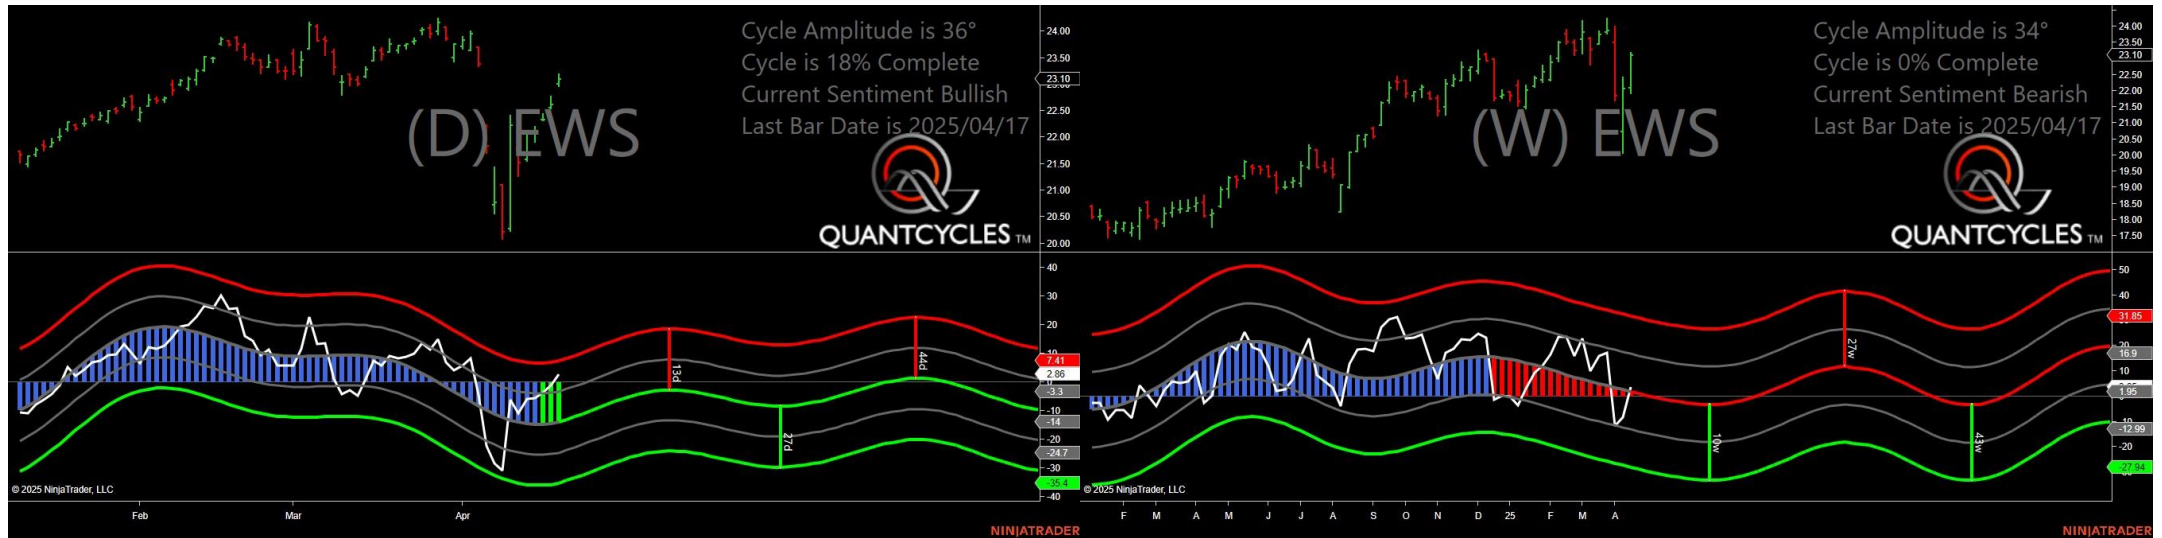 Cycle Amplitude is 36°
Cycle is 18% Complete
Current Sentiment Bullish
Last Bar Date is 2025/04/17
(D) EWS
QUANTCYCLES TM
24.00
23.50
23.10
22.50
22.00
21.50
21.00
20.50
20.00
40
30
20
10
7.41
2.86
-3.3
-10
-14
-20
-24.7
-30
-35.4
-40
13d
27d
44d
© 2025 NinjaTrader, LLC
Feb Mar Apr
NINJATRADER
Cycle Amplitude is 34°
Cycle is 0% Complete
Current Sentiment Bearish
Last Bar Date is 2025/04/17
(W) EWS
QUANTCYCLES TM
24.00
23.50
23.10
22.50
22.00
21.50
21.00
20.50
20.00
19.50
19.00
18.50
18.00
17.50
50
40
31.85
20
16.9
10
1.95
-10
-12.99
-20
-27.94
10w
27w
43w
© 2025 NinjaTrader, LLC
F M A M J J A S O N D 25 F M A
NINJATRADER